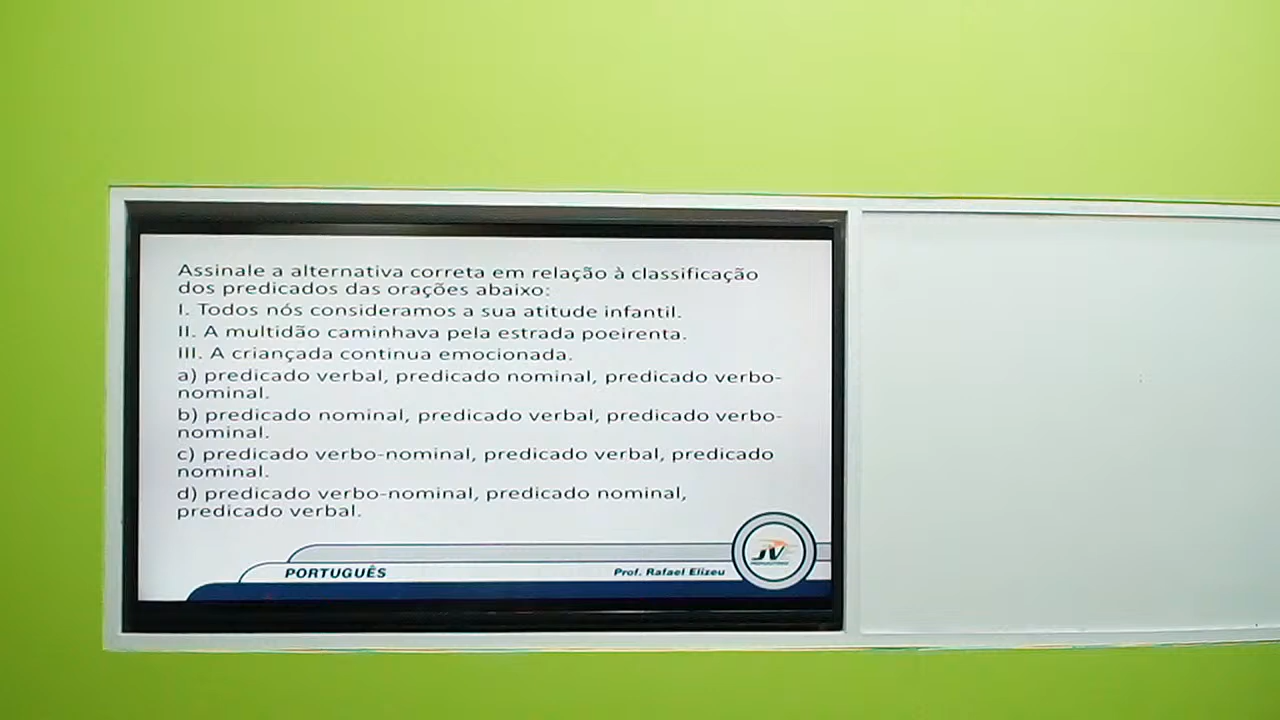 Assinale a alternativa correta em relação à classificação
dos predicados das orações abaixo:
I. Todos nós consideramos a sua atitude infantil.
II. A multidão caminhava pela estrada poeirenta.
III. A criançada continua emocionada.
a) predicado verbal, predicado nominal, predicado verbo-
nominal.
b) predicado nominal, predicado verbal, predicado verbo-
nominal.
c) predicado verbo-nominal, predicado verbal, predicado
nominal.
d) predicado verbo-nominal, predicado nominal,
predicado verbal.
PORTUGUÊS
Prof. Rafael Elizeu
JV